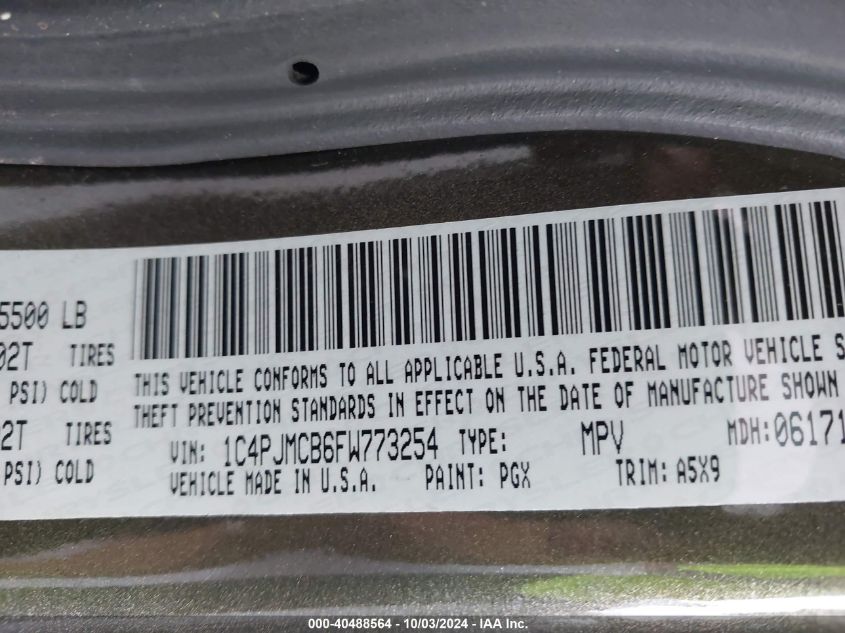 5500 LB
02T TIRES
PSI) COLD
02T TIRES
PSI) COLD
THIS VEHICLE CONFORMS TO ALL APPLICABLE U.S.A. FEDERAL MOTOR VEHICLE S
THEFT PREVENTION STANDARDS IN EFFECT ON THE DATE OF MANUFACTURE SHOWN
VIN: 1C4PJMCB6FW773254 TYPE: MPV MDH: 06171
VEHICLE MADE IN U.S.A. PAINT: PGX TRIM: A5X9
000-40488564 - 10/03/2024 - IAA Inc.